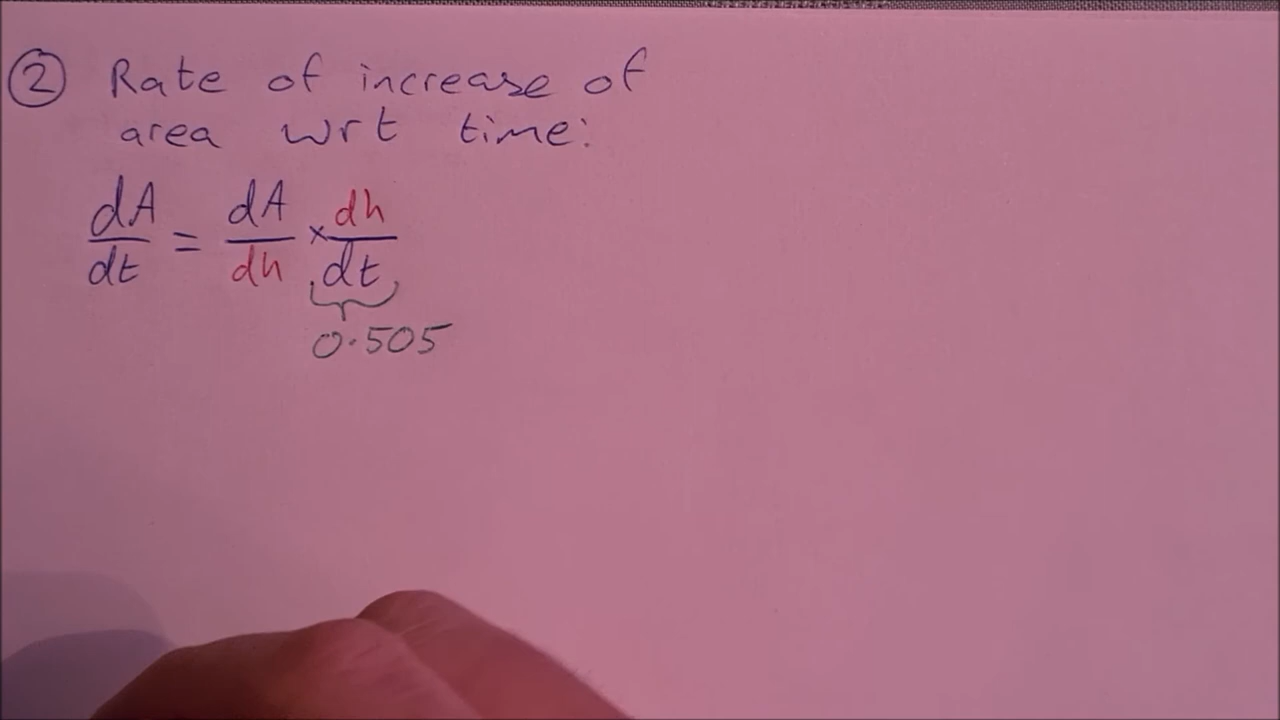 ② Rate of increase of
area wrt time:
dA/dt = dA/dh × dh/dt
0.505